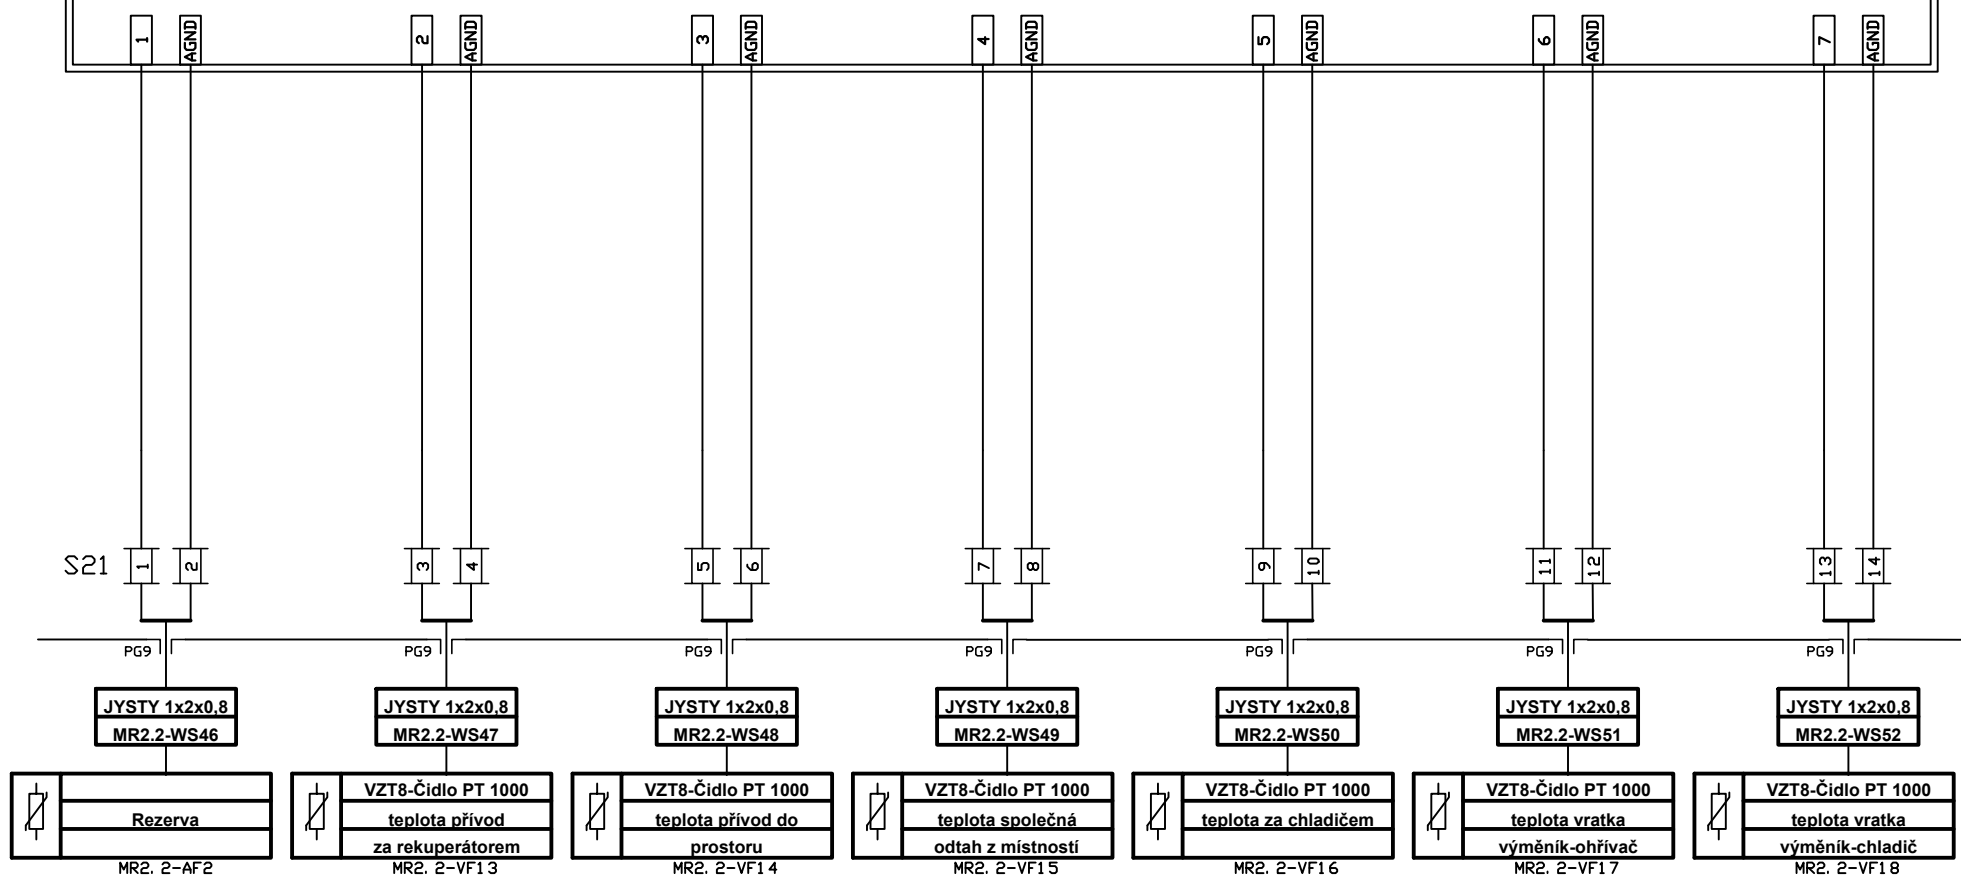 1 AGND 2 AGND 3 AGND 4 AGND 5 AGND 6 AGND 7 AGND
S21 1 2 3 4 5 6 7 8 9 10 11 12 13 14
PG9 PG9 PG9 PG9 PG9 PG9 PG9
JYSTY 1x2x0,8 JYSTY 1x2x0,8 JYSTY 1x2x0,8 JYSTY 1x2x0,8 JYSTY 1x2x0,8 JYSTY 1x2x0,8 JYSTY 1x2x0,8
MR2.2-WS46 MR2.2-WS47 MR2.2-WS48 MR2.2-WS49 MR2.2-WS50 MR2.2-WS51 MR2.2-WS52
VZT8-Čidlo PT 1000 VZT8-Čidlo PT 1000 VZT8-Čidlo PT 1000 VZT8-Čidlo PT 1000 VZT8-Čidlo PT 1000 VZT8-Čidlo PT 1000
Rezerva teplota přívod teplota přívod do teplota společná teplota za chladičem teplota vratka teplota vratka
za rekuperátorem prostoru odtah z místností výměník-ohřívač výměník-chladič
MR2.2-AF2 MR2.2-VF13 MR2.2-VF14 MR2.2-VF15 MR2.2-VF16 MR2.2-VF17 MR2.2-VF18